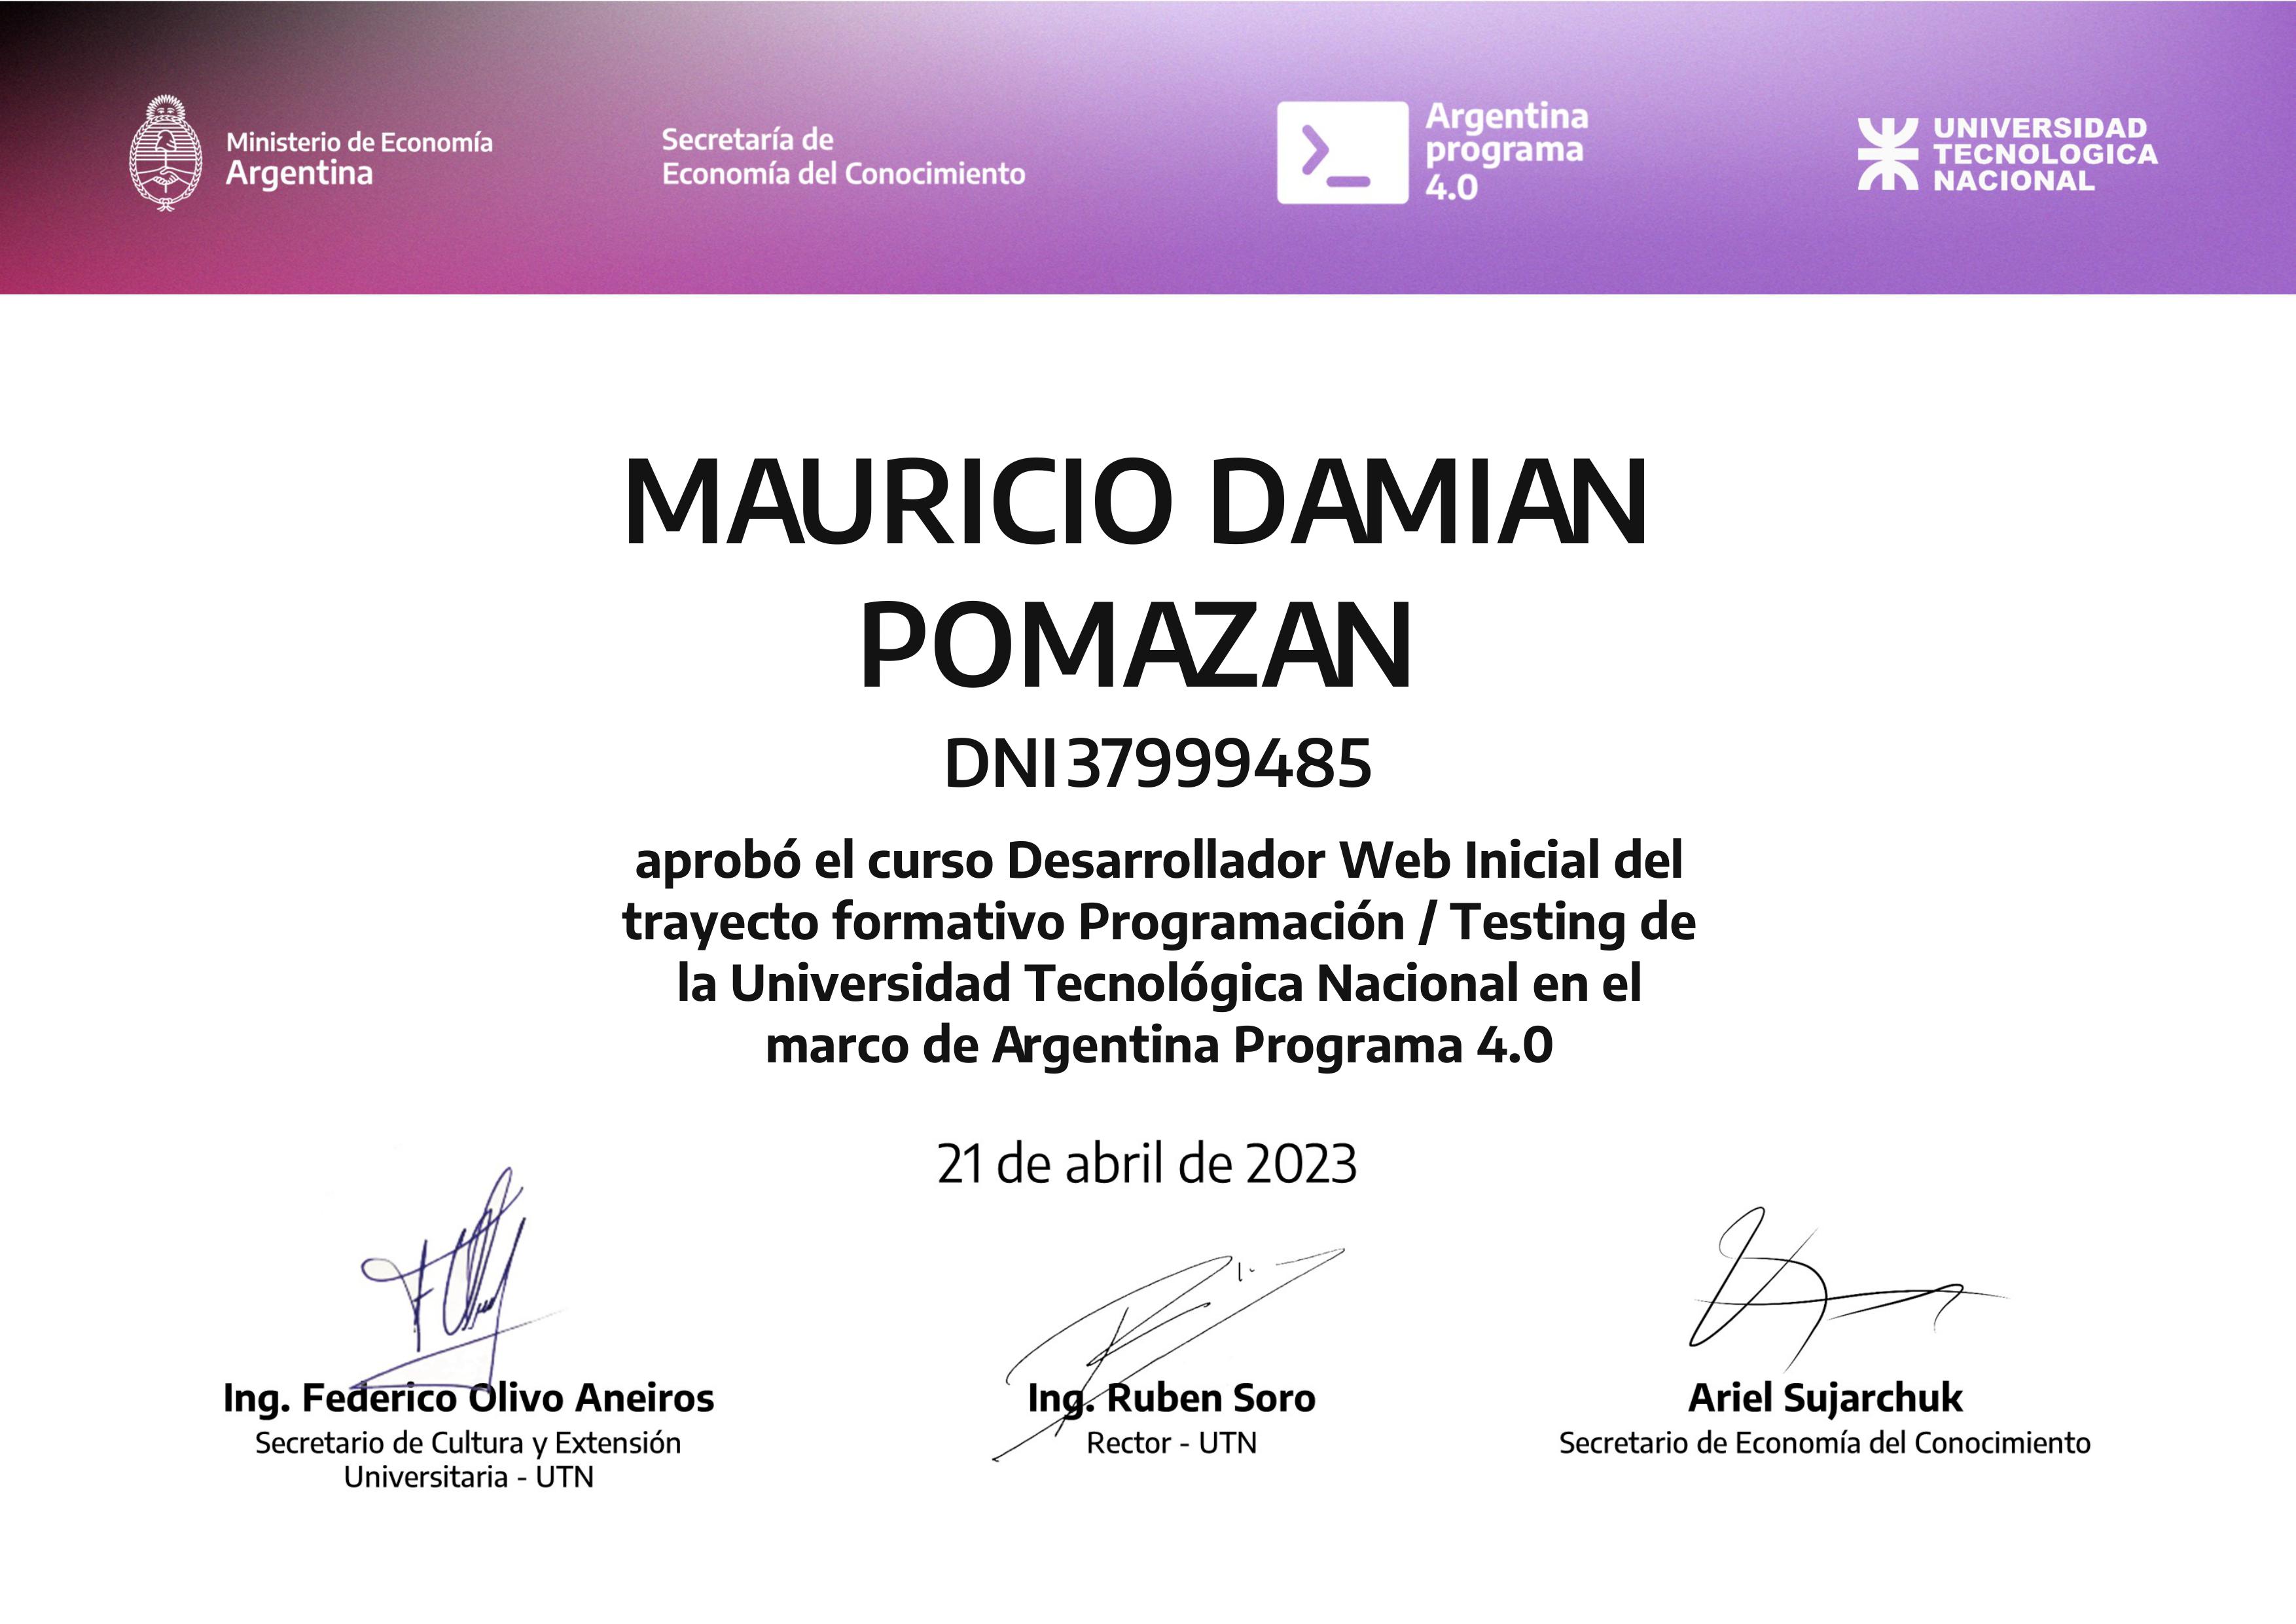 Ministerio de Economía
Argentina
Secretaría de
Economía del Conocimiento
Argentina
programa
4.0
UNIVERSIDAD
TECNOLOGICA
NACIONAL
MAURICIO DAMIAN
POMAZAN
DNI 37999485
aprobó el curso Desarrollador Web Inicial del
trayecto formativo Programación / Testing de
la Universidad Tecnológica Nacional en el
marco de Argentina Programa 4.0
21 de abril de 2023
Ing. Federico Olivo Aneiros
Secretario de Cultura y Extensión
Universitaria - UTN
Ing. Ruben Soro
Rector - UTN
Ariel Sujarchuk
Secretario de Economía del Conocimiento